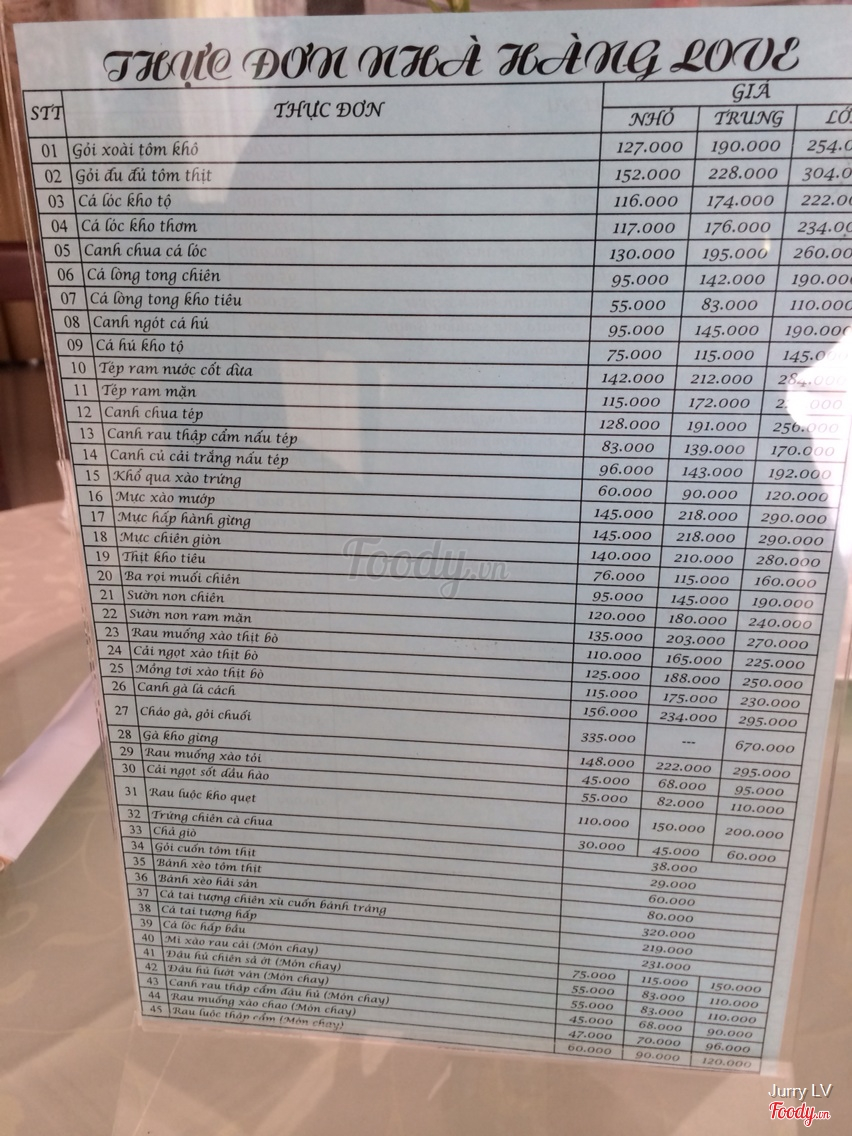 THỰC ĐƠN NHÀ HÀNG LOVE
STT THỰC ĐƠN GIÁ
NHỎ TRUNG LỚ
01 Gỏi xoài tôm khô 127.000 190.000 254.0
02 Gỏi đu đủ tôm thịt 152.000 228.000 304.0
03 Cá lóc kho tộ 116.000 174.000 222.00
04 Cá lóc kho thơm 117.000 176.000 234.00
05 Canh chua cá lóc 130.000 195.000 260.00
06 Cá lòng tong chiên 95.000 142.000 190.000
07 Cá lòng tong kho tiêu 55.000 83.000 110.000
08 Canh ngót cá hú 95.000 145.000 190.000
09 Cá hú kho tộ 75.000 115.000 145.000
10 Tép ram nước cốt dừa 142.000 212.000 284.000
11 Tép ram mặn 115.000 172.000
12 Canh chua tép 128.000 191.000 256.000
13 Canh rau thập cẩm nấu tép 83.000 139.000 170.000
14 Canh củ cải trắng nấu tép 96.000 143.000 192.000
15 Khổ qua xào trứng 60.000 90.000 120.000
16 Mực xào mướp 145.000 218.000 290.000
17 Mực hấp hành gừng 145.000 218.000 290.000
18 Mực chiên giòn 140.000 210.000 280.000
19 Thịt kho tiêu 76.000 115.000 160.000
20 Ba rọi muối chiên 95.000 145.000 190.000
21 Sườn non chiên 120.000 180.000 240.000
22 Sườn non ram mặn 135.000 203.000 270.000
23 Rau muống xào thịt bò 110.000 165.000 225.000
24 Cải ngọt xào thịt bò 125.000 188.000 250.000
25 Mồng tơi xào thịt bò 115.000 175.000 230.000
26 Canh gà lá cách 156.000 234.000 295.000
27 Cháo gà, gỏi chuối 335.000 --- 670.000
28 Gà kho gừng 148.000 222.000 295.000
29 Rau muống xào tỏi 45.000 68.000 95.000
30 Cải ngọt sốt dầu hào 55.000 82.000 110.000
31 Rau luộc kho quẹt 110.000 150.000 200.000
32 Trứng chiên cà chua 30.000 45.000 60.000
33 Chả giò 38.000
34 Gỏi cuốn tôm thịt 29.000
35 Bánh xèo tôm thịt 60.000
36 Bánh xèo hải sản 80.000
37 Cá tai tượng chiên xù cuốn bánh tráng 320.000
38 Cá tai tượng hấp 219.000
39 Cá lóc hấp bầu 231.000
40 Mì xào rau cải (Món chay) 75.000 115.000 150.000
41 Đậu hủ chiên sả ớt (Món chay) 55.000 83.000 110.000
42 Đậu hủ lướt ván (Món chay) 55.000 83.000 110.000
43 Canh rau thập cẩm đậu hủ (Món chay) 45.000 68.000 90.000
44 Rau muống xào chao (Món chay) 47.000 70.000 96.000
45 Rau luộc thập cẩm (Món chay) 60.000 90.000 120.000
Foody.vn
Jurry LV
Foody.vn